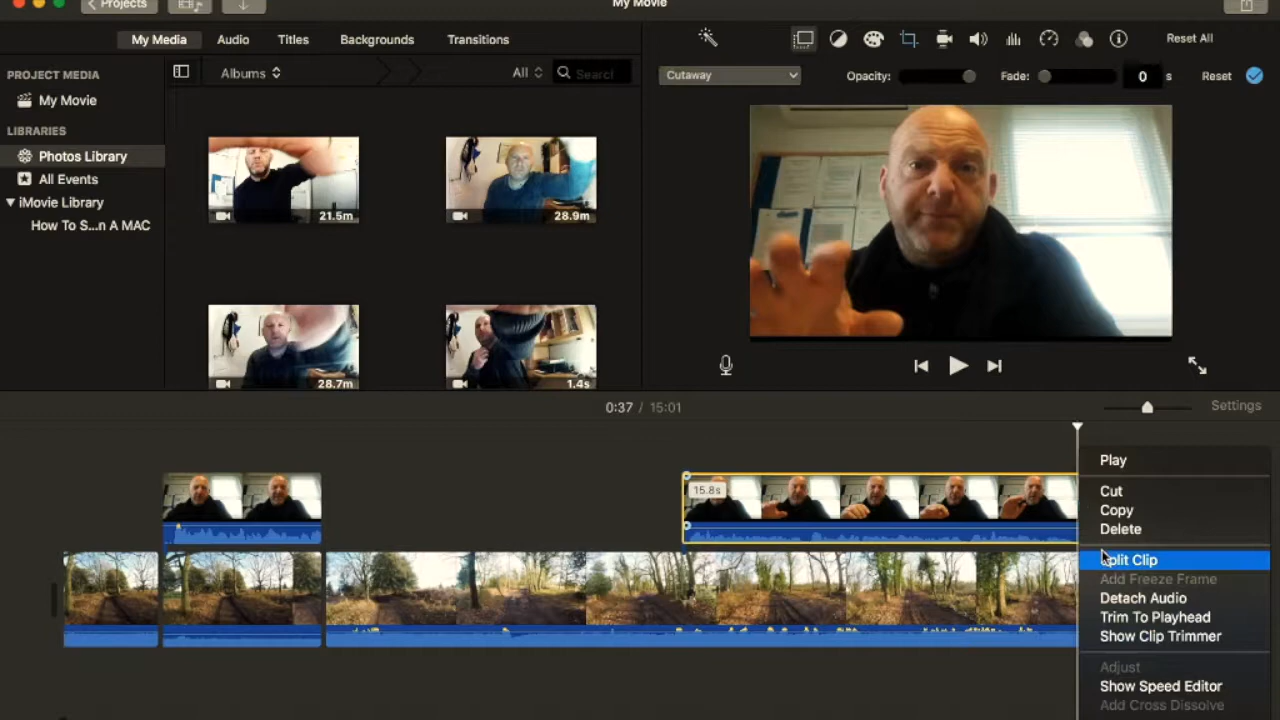 Projects
My Movie
My Media
Audio
Titles
Backgrounds
Transitions
Reset All
PROJECT MEDIA
My Movie
LIBRARIES
Photos Library
All Events
iMovie Library
How To S...n A MAC
Albums
All
Search
Cutaway
Opacity:
Fade:
0
s
Reset
21.5m
28.9m
28.7m
1.4s
0:37 / 15:01
Settings
15.8s
Play
Cut
Copy
Delete
Split Clip
Add Freeze Frame
Detach Audio
Trim To Playhead
Show Clip Trimmer
Adjust
Show Speed Editor
Add Cross Dissolve